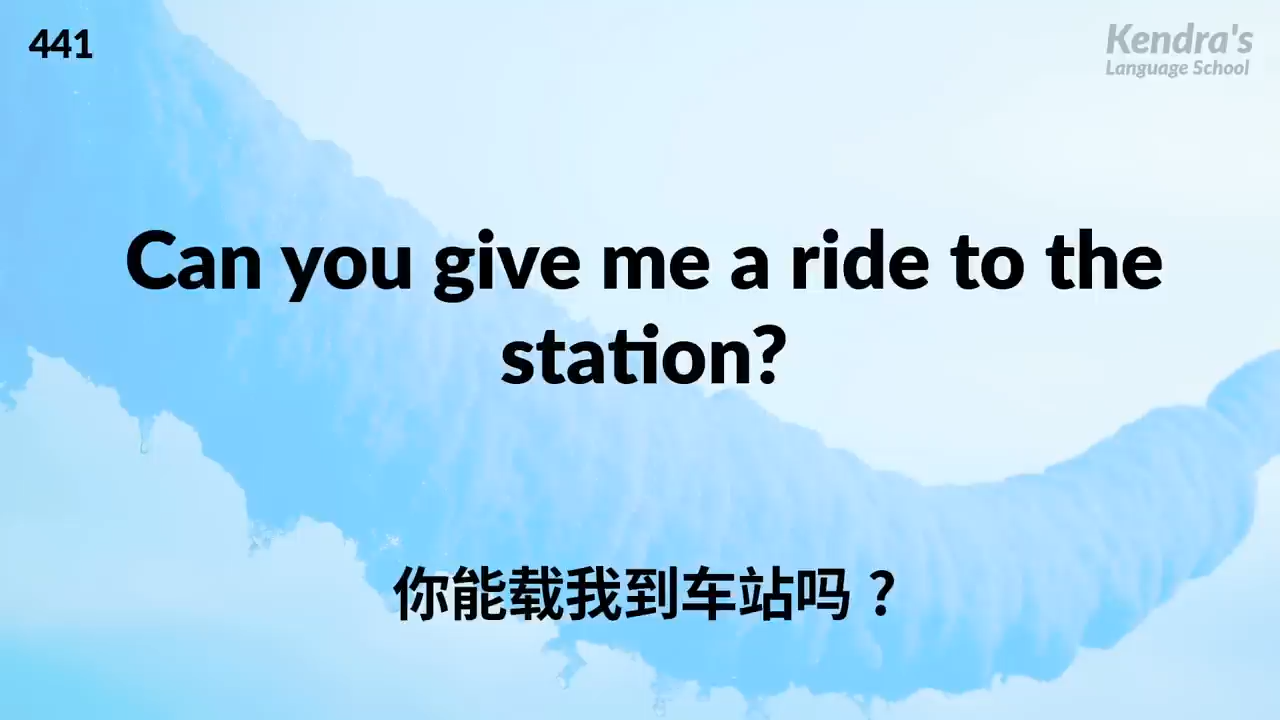 441
Kendra's
Language School
Can you give me a ride to the
station?
你能载我到车站吗？